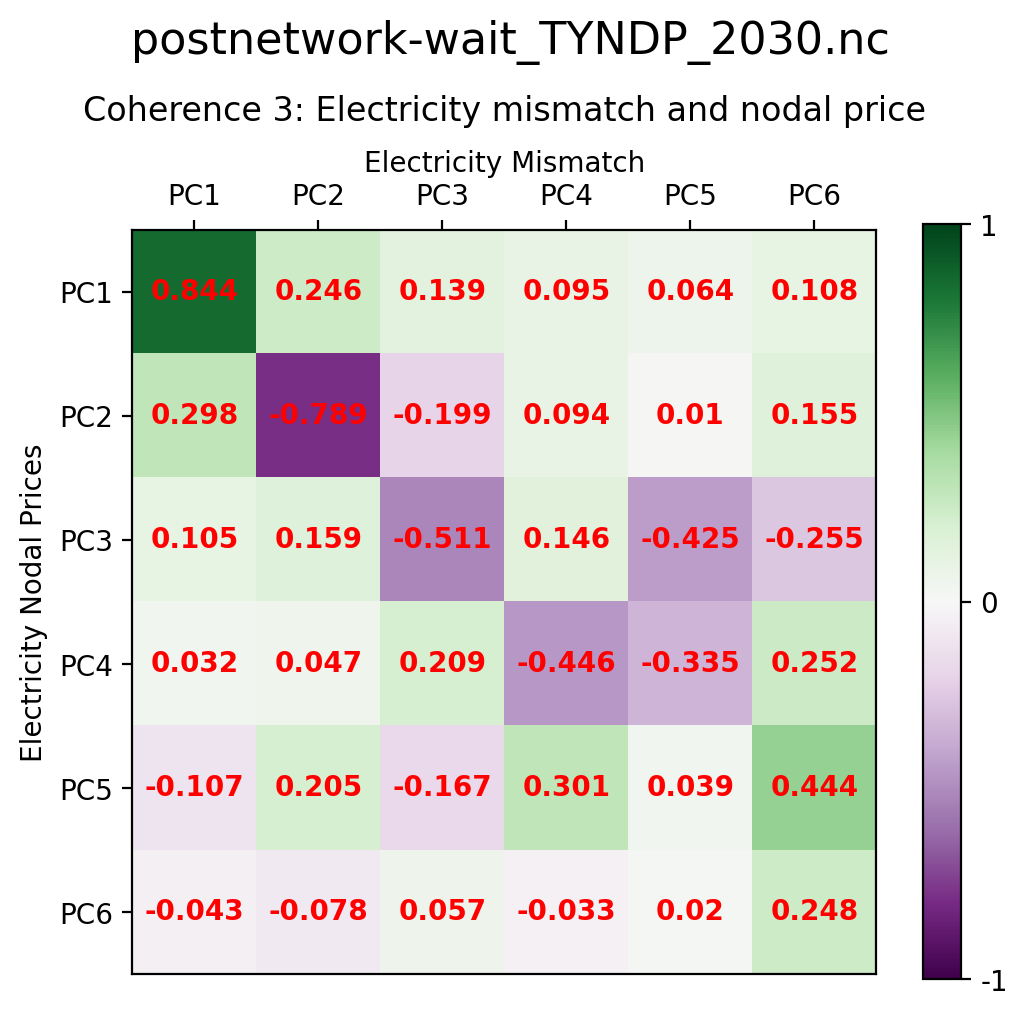 postnetwork-wait_TYNDP_2030.nc
Coherence 3: Electricity mismatch and nodal price
Electricity Mismatch
PC1 PC2 PC3 PC4 PC5 PC6
PC1 0.844 0.246 0.139 0.095 0.064 0.108
PC2 0.298 -0.789 -0.199 0.094 0.01 0.155
PC3 0.105 0.159 -0.511 0.146 -0.425 -0.255
PC4 0.032 0.047 0.209 -0.446 -0.335 0.252
PC5 -0.107 0.205 -0.167 0.301 0.039 0.444
PC6 -0.043 -0.078 0.057 -0.033 0.02 0.248
Electricity Nodal Prices
1
0
-1